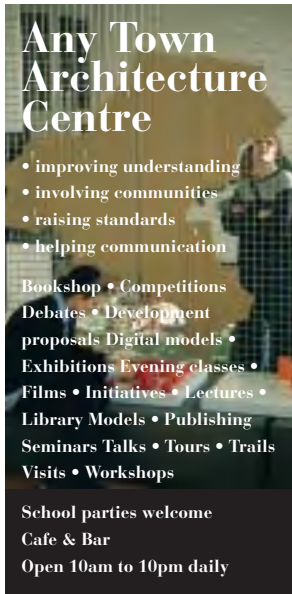 Any Town
Architecture
Centre
• improving understanding
• involving communities
• raising standards
• helping communication
Bookshop • Competitions
Debates • Development
proposals Digital models •
Exhibitions Evening classes •
Films • Initiatives • Lectures •
Library Models • Publishing
Seminars Talks • Tours • Trails
Visits • Workshops
School parties welcome
Cafe & Bar
Open 10am to 10pm daily